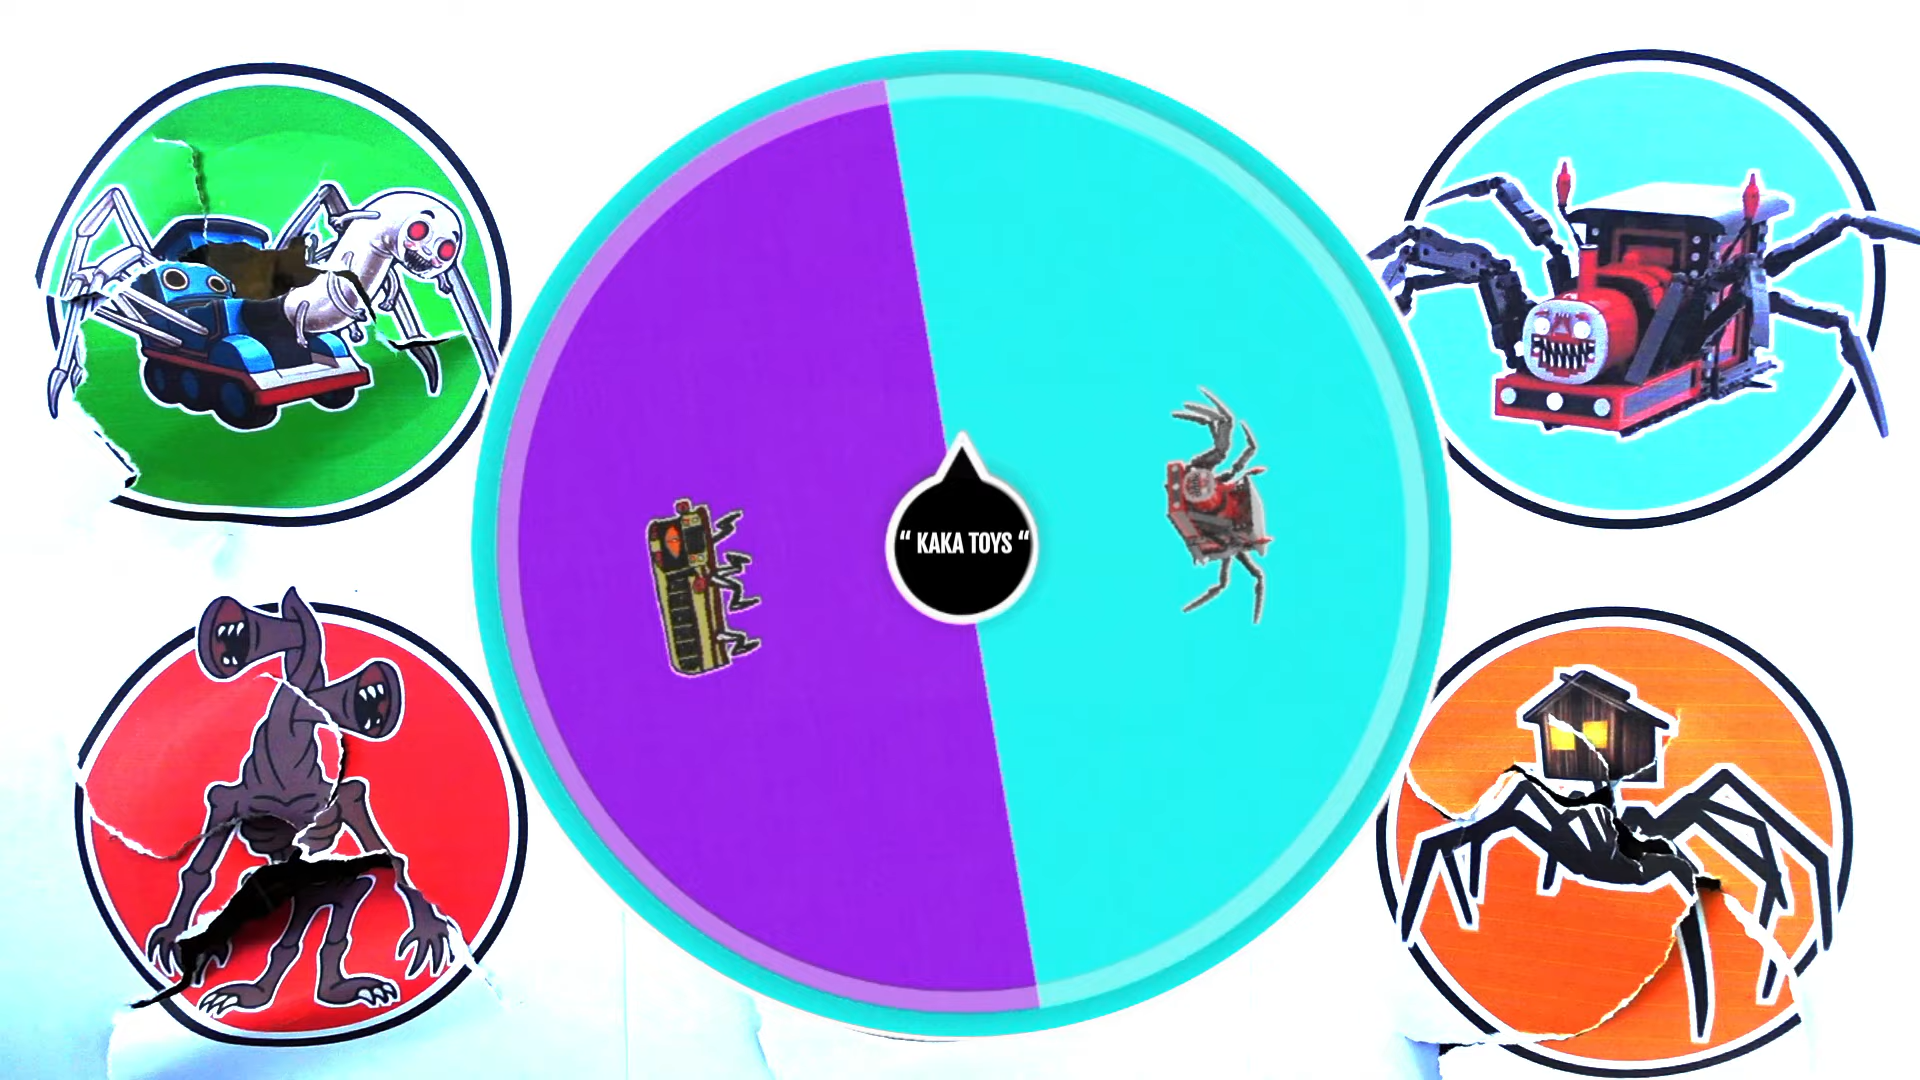 “ KAKA TOYS “